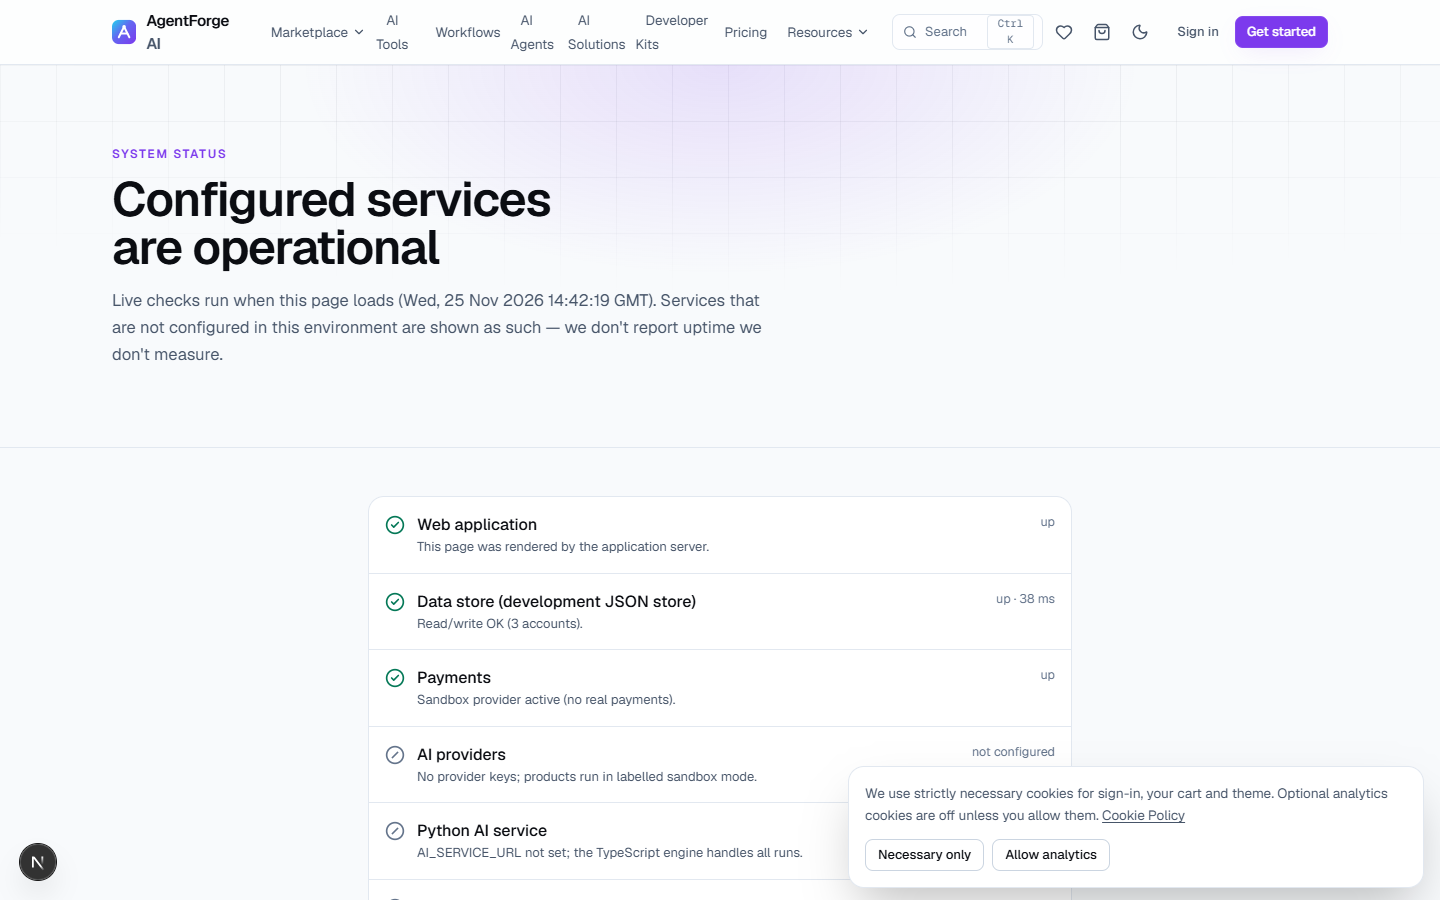 AgentForge AI
Marketplace
AI Tools
Workflows
AI Agents
AI Solutions
Developer Kits
Pricing
Resources
Search
Ctrl K
Sign in
Get started
SYSTEM STATUS
Configured services
are operational
Live checks run when this page loads (Wed, 25 Nov 2026 14:42:19 GMT). Services that
are not configured in this environment are shown as such — we don't report uptime we
don't measure.
Web application
up
This page was rendered by the application server.
Data store (development JSON store)
up · 38 ms
Read/write OK (3 accounts).
Payments
up
Sandbox provider active (no real payments).
AI providers
not configured
No provider keys; products run in labelled sandbox mode.
Python AI service
AI_SERVICE_URL not set; the TypeScript engine handles all runs.
We use strictly necessary cookies for sign-in, your cart and theme. Optional analytics
cookies are off unless you allow them. Cookie Policy
Necessary only
Allow analytics